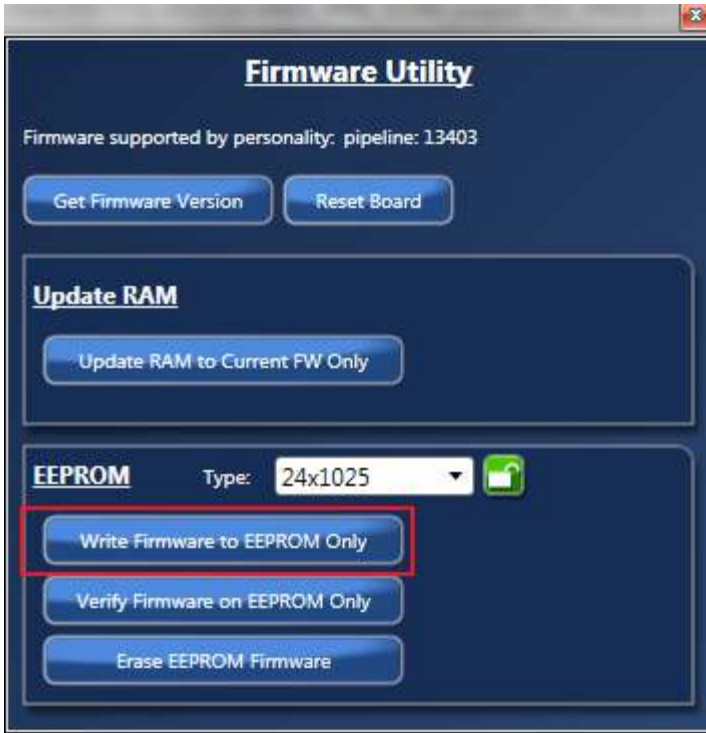 Firmware Utility
Firmware supported by personality: pipeline: 13403
Get Firmware Version Reset Board
Update RAM
Update RAM to Current FW Only
EEPROM Type: 24x1025
Write Firmware to EEPROM Only
Verify Firmware on EEPROM Only
Erase EEPROM Firmware